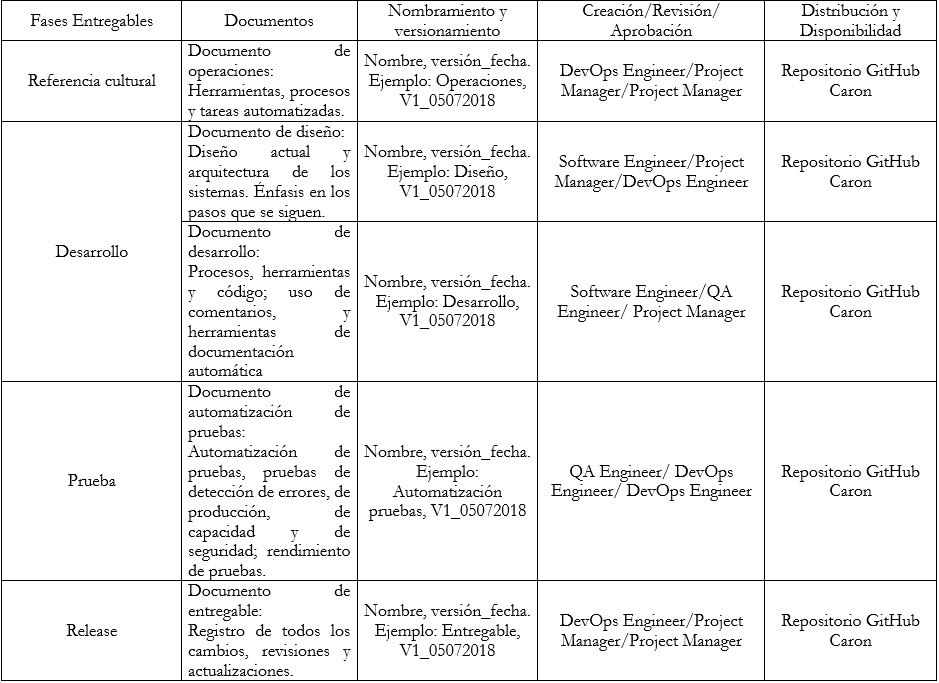 Fases Entregables
Documentos
Nombramiento y
versionamiento
Creación/Revisión/
Aprobación
Distribución y
Disponibilidad
Referencia cultural
Documento de
operaciones:
Herramientas, procesos
y tareas automatizadas.
Nombre, versión_fecha.
Ejemplo: Operaciones,
V1_05072018
DevOps Engineer/Project
Manager/Project Manager
Repositorio GitHub
Caron
Desarrollo
Documento de diseño:
Diseño actual y
arquitectura de los
sistemas. Énfasis en los
pasos que se siguen.
Nombre, versión_fecha.
Ejemplo: Diseño,
V1_05072018
Software Engineer/Project
Manager/DevOps Engineer
Repositorio GitHub
Caron
Documento de
desarrollo:
Procesos, herramientas
y código; uso de
comentarios, y
herramientas de
documentación
automática
Nombre, versión_fecha.
Ejemplo: Desarrollo,
V1_05072018
Software Engineer/QA
Engineer/ Project Manager
Repositorio GitHub
Caron
Prueba
Documento de
automatización de
pruebas:
Automatización de
pruebas, pruebas de
detección de errores, de
producción, de
capacidad y de
seguridad; rendimiento
de pruebas.
Nombre, versión_fecha.
Ejemplo:
Automatización
pruebas, V1_05072018
QA Engineer/ DevOps
Engineer/ DevOps Engineer
Repositorio GitHub
Caron
Release
Documento de
entregable:
Registro de todos los
cambios, revisiones y
actualizaciones.
Nombre, versión_fecha.
Ejemplo: Entregable,
V1_05072018
DevOps Engineer/Project
Manager/Project Manager
Repositorio GitHub
Caron